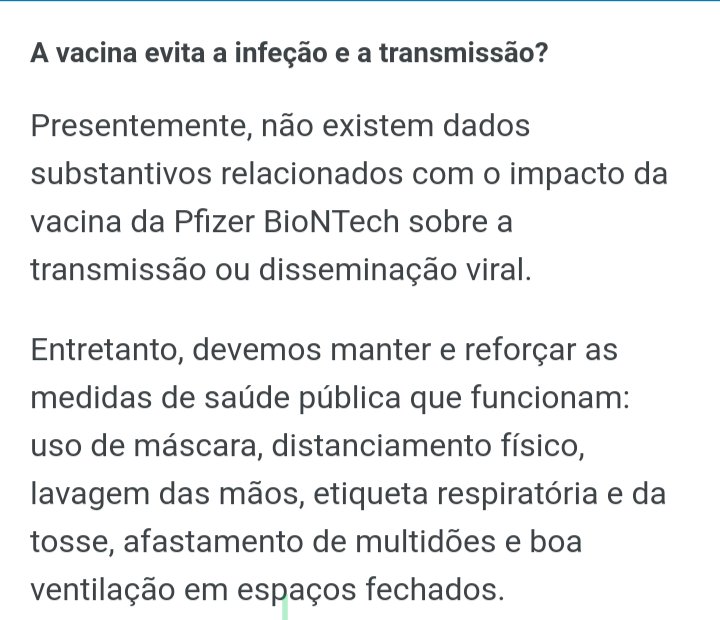 A vacina evita a infeção e a transmissão?
Presentemente, não existem dados
substantivos relacionados com o impacto da
vacina da Pfizer BioNTech sobre a
transmissão ou disseminação viral.
Entretanto, devemos manter e reforçar as
medidas de saúde pública que funcionam:
uso de máscara, distanciamento físico,
lavagem das mãos, etiqueta respiratória e da
tosse, afastamento de multidões e boa
ventilação em espaços fechados.